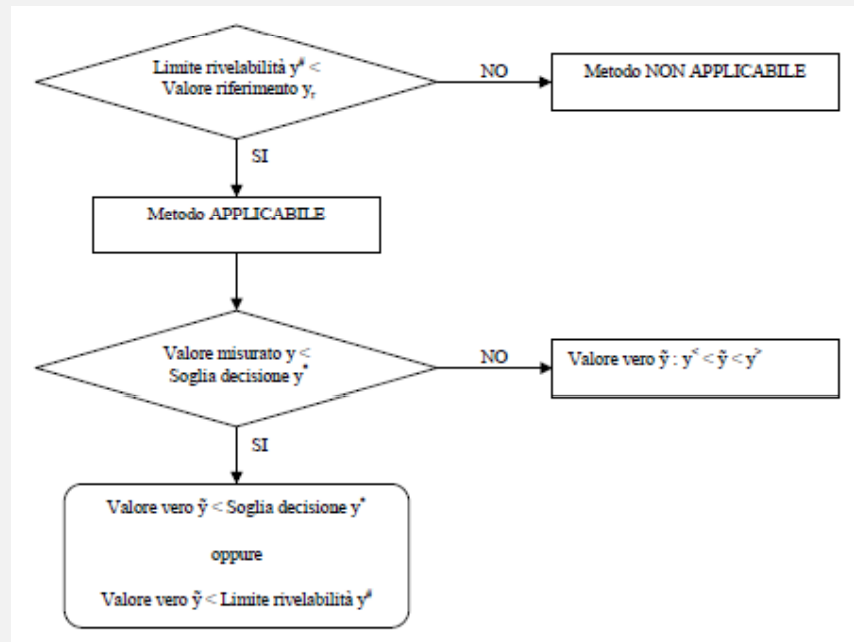 Limite rivelabilità y# <
Valore riferimento yr
NO
Metodo NON APPLICABILE
SI
Metodo APPLICABILE
Valore misurato y <
Soglia decisione y*
NO
Valore vero ỹ : y< < ỹ < y>
SI
Valore vero ỹ < Soglia decisione y*
oppure
Valore vero ỹ < Limite rivelabilità y#